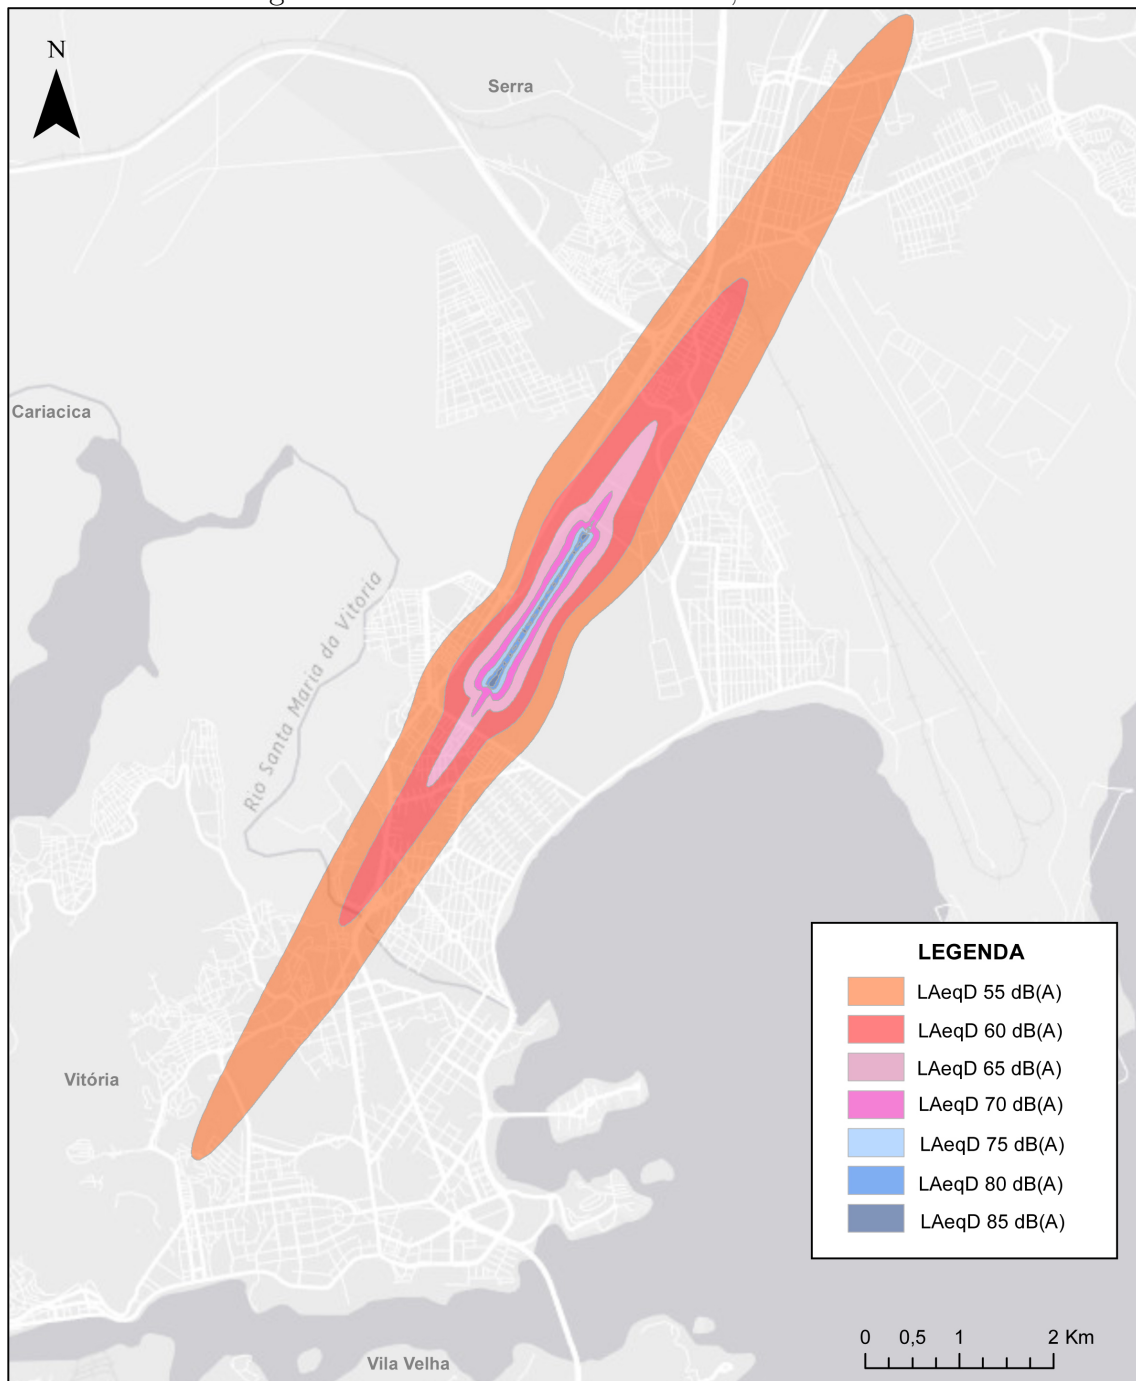 N
Serra
Cariacica
Rio Santa Maria da Vitoria
Vitória
Vila Velha
LEGENDA
LAeqD 55 dB(A)
LAeqD 60 dB(A)
LAeqD 65 dB(A)
LAeqD 70 dB(A)
LAeqD 75 dB(A)
LAeqD 80 dB(A)
LAeqD 85 dB(A)
0 0,5 1 2 Km